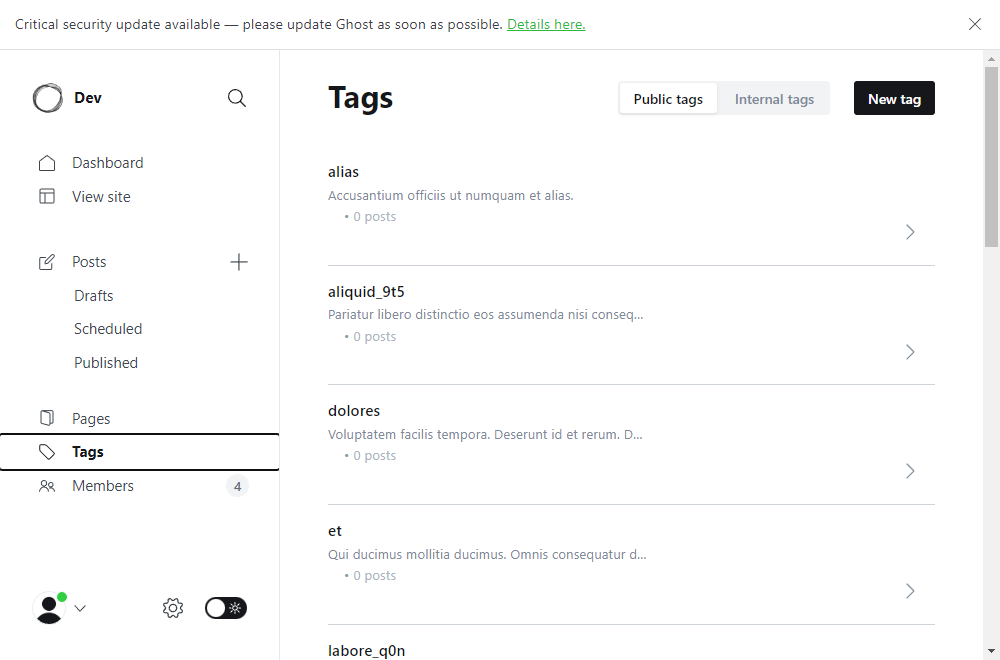 Critical security update available — please update Ghost as soon as possible. Details here.
Dev
Dashboard
View site
Posts
Drafts
Scheduled
Published
Pages
Tags
Members 4
Tags
Public tags Internal tags New tag
alias
Accusantium officiis ut numquam et alias.
• 0 posts
aliquid_9t5
Pariatur libero distinctio eos assumenda nisi conseq...
• 0 posts
dolores
Voluptatem facilis tempora. Deserunt id et rerum. D...
• 0 posts
et
Qui ducimus mollitia ducimus. Omnis consequatur d...
• 0 posts
labore_q0n